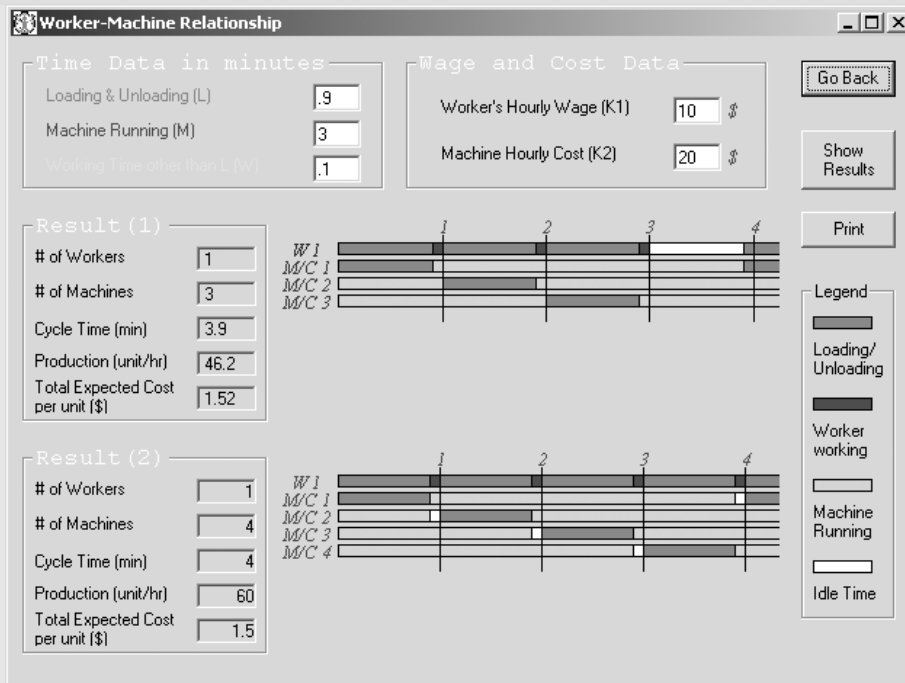 Worker-Machine Relationship
Time Data in minutes
Loading & Unloading (L)
.9
Machine Running (M)
3
Working Time other than L (W)
.1
Wage and Cost Data
Worker's Hourly Wage (K1)
10 $
Machine Hourly Cost (K2)
20 $
Go Back
Show
Results
Print
Result (1)
# of Workers
1
# of Machines
3
Cycle Time (min)
3.9
Production (unit/hr)
46.2
Total Expected Cost
per unit ($)
1.52
1 2 3 4
W 1
M/C 1
M/C 2
M/C 3
Legend
Loading/
Unloading
Worker
working
Machine
Running
Idle Time
Result (2)
# of Workers
1
# of Machines
4
Cycle Time (min)
4
Production (unit/hr)
60
Total Expected Cost
per unit ($)
1.5
1 2 3 4
W 1
M/C 1
M/C 2
M/C 3
M/C 4